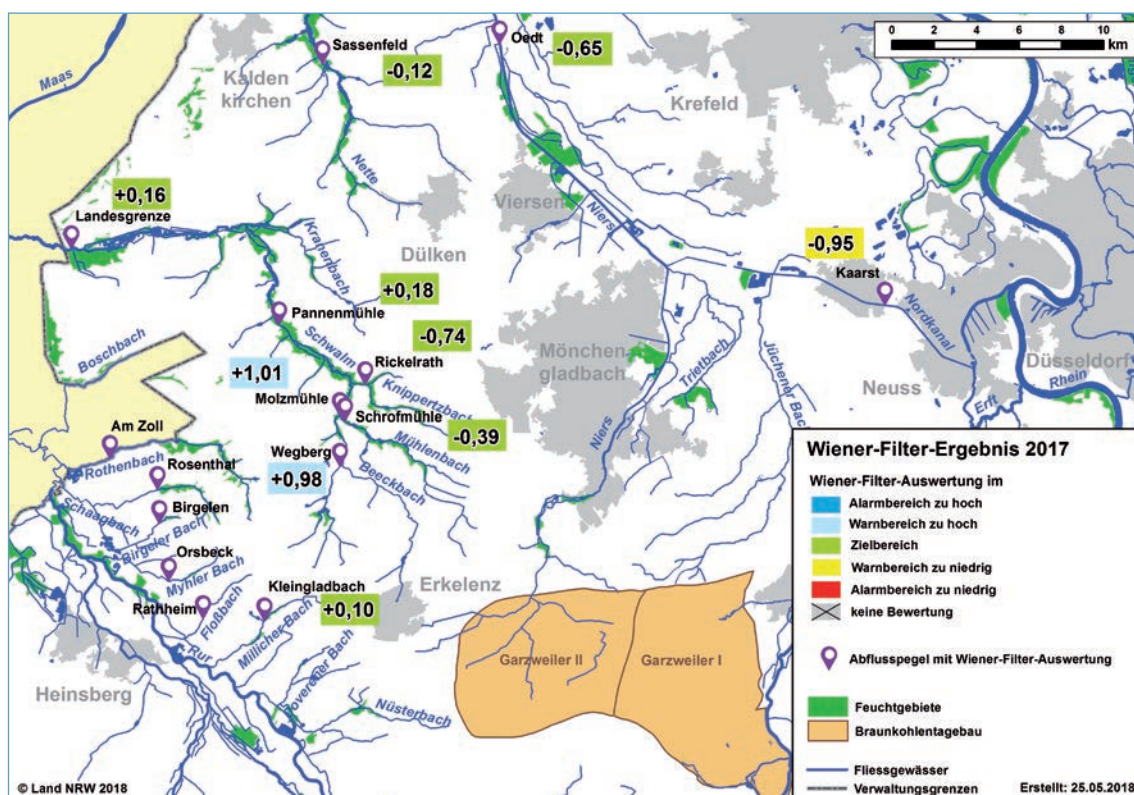 Maas
Kalden
kirchen
Sassenfeld
-0,12
Nette
Oedt
-0,65
Krefeld
0 2 4 6 8 10
km
+0,16
Landesgrenze
Dülken
Viersen
Niers
Kranenbach
+0,18
Pannenmühle
-0,95
Kaarst
Nordkanal
-0,74
Rickelrath
Schwalm
Boschbach
+1,01
Knippertzbach
Mönchen
gladbach
Trietbach
Jüchener Bach
Neuss
Erft
Düsseldorf
Rhein
Molzmühle
Schrofmühle
-0,39
Mühlenbach
Am Zoll
Rothenbach
Rosenthal
Wegberg
+0,98
Beeckbach
Niers
Schaagbach
Birgelen
Birgeler Bach
Orsbeck
Myhler Bach
Rathheim
Floßbach
Kleingladbach
+0,10
Millicher Bach
Erkelenz
Rur
Heinsberg
Doverener Bach
Nüsterbach
Garzweiler II
Garzweiler I
Wiener-Filter-Ergebnis 2017
Wiener-Filter-Auswertung im
Alarmbereich zu hoch
Warnbereich zu hoch
Zielbereich
Warnbereich zu niedrig
Alarmbereich zu niedrig
keine Bewertung
Abflusspegel mit Wiener-Filter-Auswertung
Feuchtgebiete
Braunkohlentagebau
Fliessgewässer
Verwaltungsgrenzen
Erstellt: 25.05.2018
© Land NRW 2018